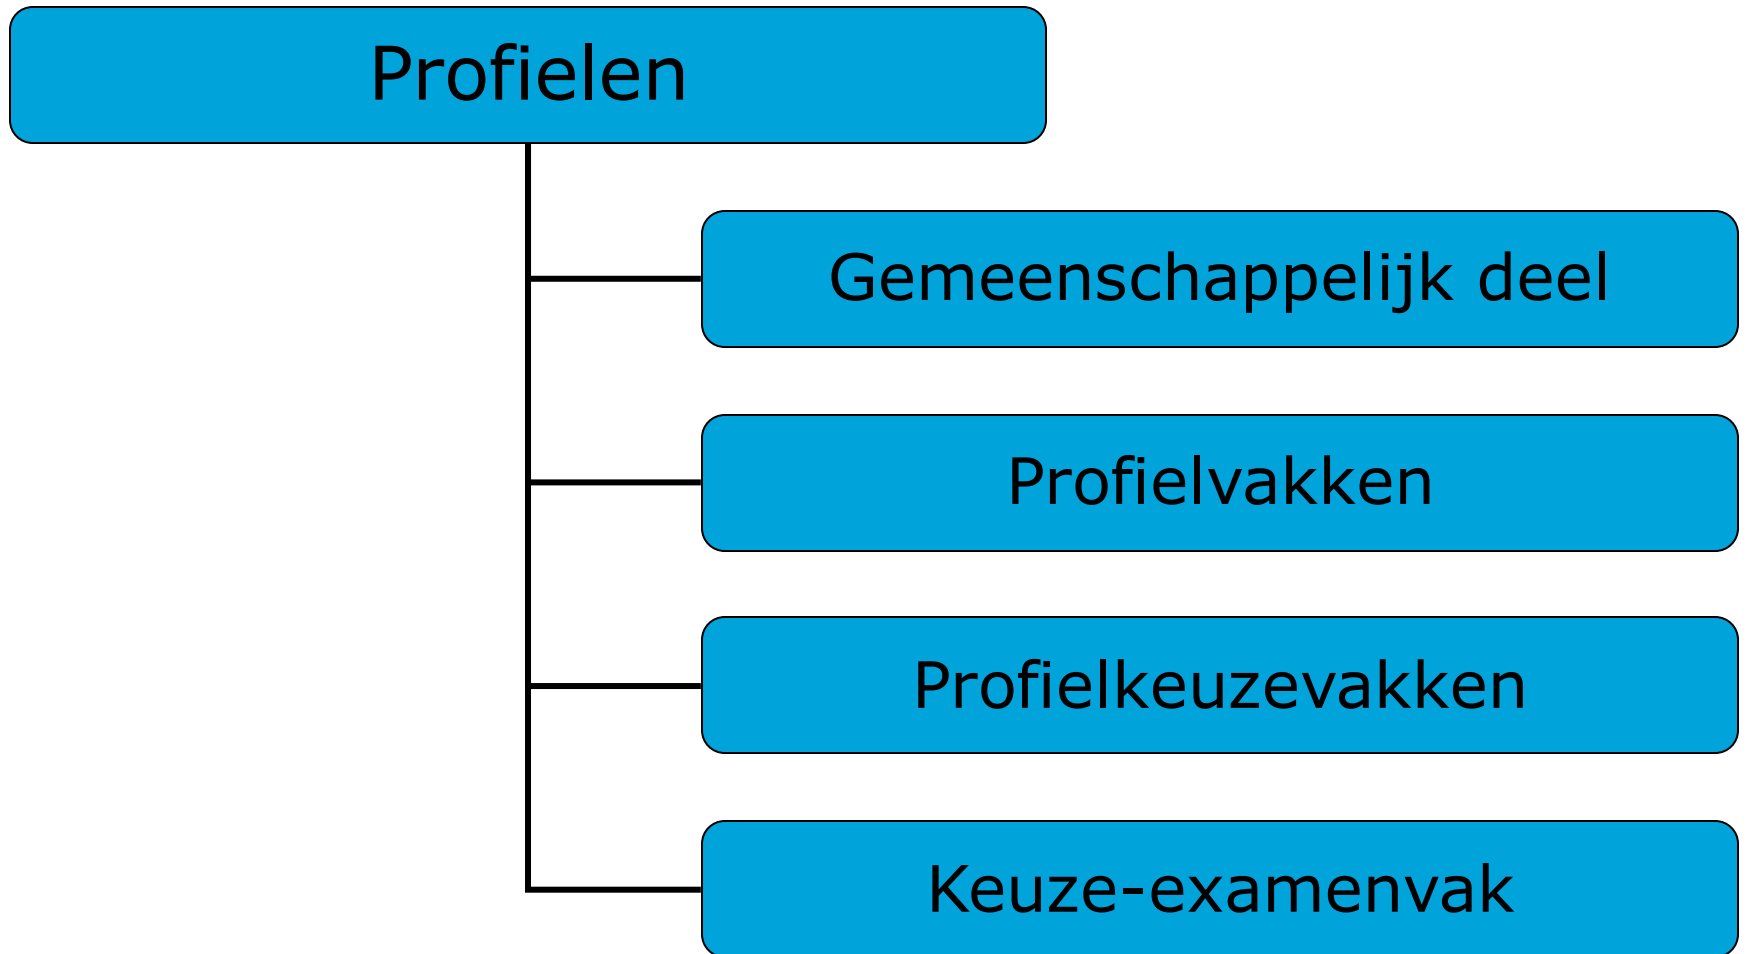 Profielen
Gemeenschappelijk deel
Profielvakken
Profielkeuzevakken
Keuze-examenvak